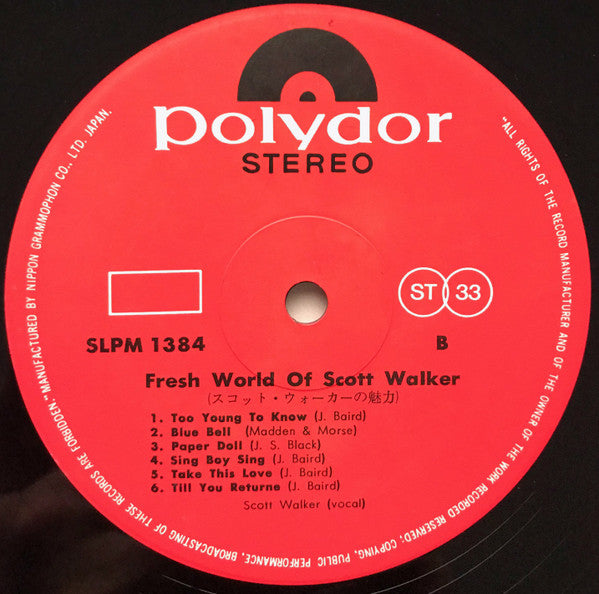 polydor
STEREO
ST 33
SLPM 1384
B
Fresh World Of Scott Walker
(スコット・ウォーカーの魅力)
1. Too Young To Know (J. Baird)
2. Blue Bell (Madden & Morse)
3. Paper Doll (J. S. Black)
4. Sing Boy Sing (J. Baird)
5. Take This Love (J. Baird)
6. Till You Returne (J. Baird)
Scott Walker (vocal)
"ALL RIGHTS OF THE RECORD MANUFACTURER AND OF THE OWNER OF THE WORK RECORDED RESERVED; COPYING, PUBLIC PERFORMANCE, BROADCASTING OF THESE RECORDS ARE FORBIDDEN." MANUFACTURED BY NIPPON GRAMMOPHON CO., LTD. JAPAN.